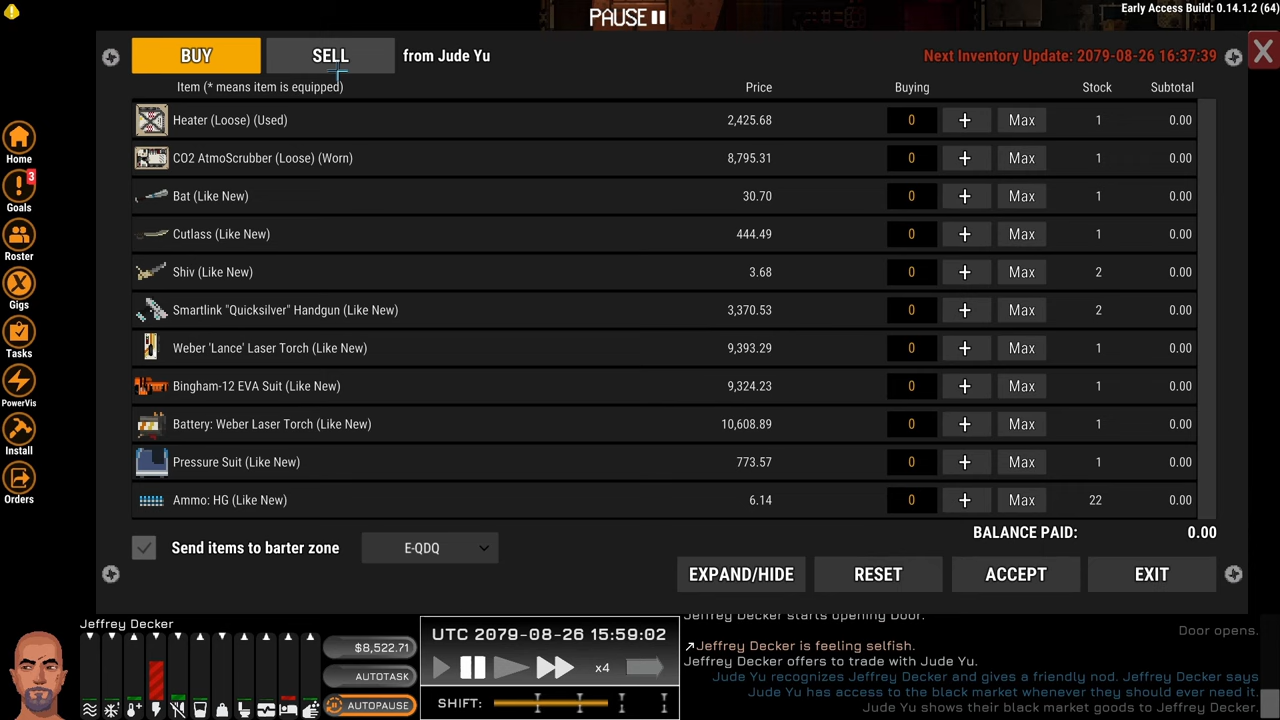 PAUSE
Early Access Build: 0.14.1.2 (64)
BUY SELL from Jude Yu Next Inventory Update: 2079-08-26 16:37:39 X
Item (* means item is equipped) Price Buying Stock Subtotal
Heater (Loose) (Used) 2,425.68 0 + Max 1 0.00
CO2 AtmoScrubber (Loose) (Worn) 8,795.31 0 + Max 1 0.00
Bat (Like New) 30.70 0 + Max 1 0.00
Cutlass (Like New) 444.49 0 + Max 1 0.00
Shiv (Like New) 3.68 0 + Max 2 0.00
Smartlink "Quicksilver" Handgun (Like New) 3,370.53 0 + Max 2 0.00
Weber 'Lance' Laser Torch (Like New) 9,393.29 0 + Max 1 0.00
Bingham-12 EVA Suit (Like New) 9,324.23 0 + Max 1 0.00
Battery: Weber Laser Torch (Like New) 10,608.89 0 + Max 1 0.00
Pressure Suit (Like New) 773.57 0 + Max 1 0.00
Ammo: HG (Like New) 6.14 0 + Max 22 0.00
BALANCE PAID: 0.00
Send items to barter zone E-QDQ
EXPAND/HIDE RESET ACCEPT EXIT
Home
3
Goals
Roster
Gigs
Tasks
PowerVis
Install
Orders
Jeffrey Decker
$8,522.71
AUTOTASK
AUTOPAUSE
UTC 2079-08-26 15:59:02
x4
SHIFT:
Jeffrey Decker starts opening Door.
Door opens.
Jeffrey Decker is feeling selfish.
Jeffrey Decker offers to trade with Jude Yu.
Jude Yu recognizes Jeffrey Decker and gives a friendly nod. Jeffrey Decker says
Jude Yu has access to the black market whenever they should ever need it.
Jude Yu shows their black market goods to Jeffrey Decker.